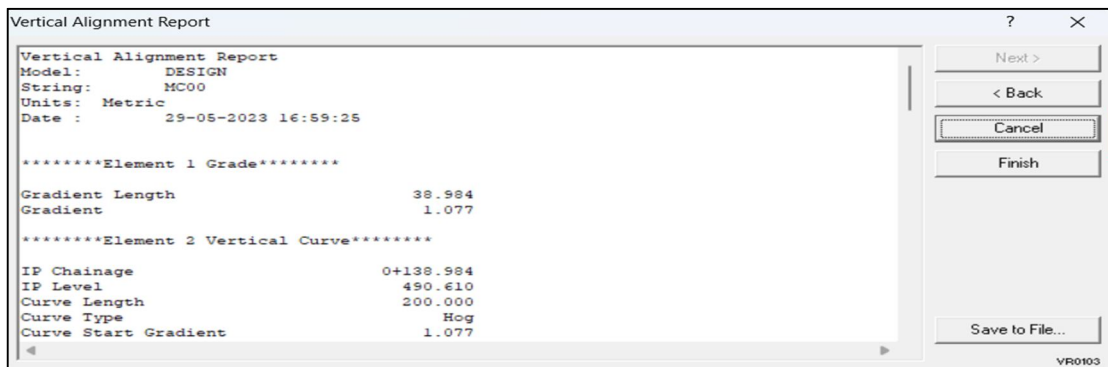 Vertical Alignment Report
? ×
Vertical Alignment Report
Model: DESIGN
String: MC00
Units: Metric
Date : 29-05-2023 16:59:25
********Element 1 Grade********
Gradient Length 38.984
Gradient 1.077
********Element 2 Vertical Curve********
IP Chainage 0+138.984
IP Level 490.610
Curve Length 200.000
Curve Type Hog
Curve Start Gradient 1.077
Next >
< Back
Cancel
Finish
Save to File...
VR0103